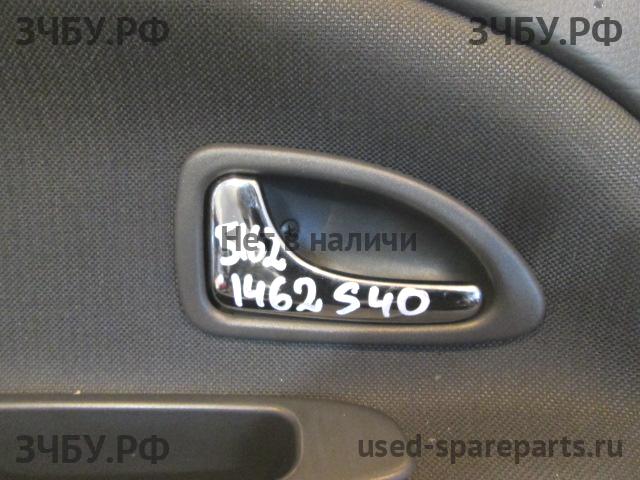 ЗЧБУ.РФ ЗЧБУ.РФ
Нет в наличи
1462 S40
ЗЧБУ.РФ used-spareparts.ru